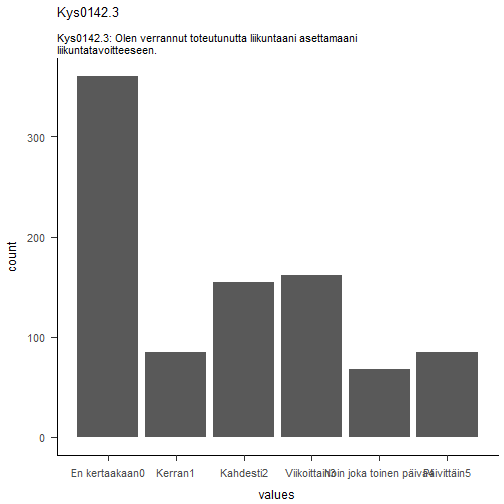 Kys0142.3
Kys0142.3: Olen verrannut toteutunutta liikuntaani asettamaani
liikuntatavoitteeseen.
300
200
100
0
count
En kertaakaan0 Kerran1 Kahdesti2 Viikoittain3 Noin joka toinen päivä4 Päivittäin5
values